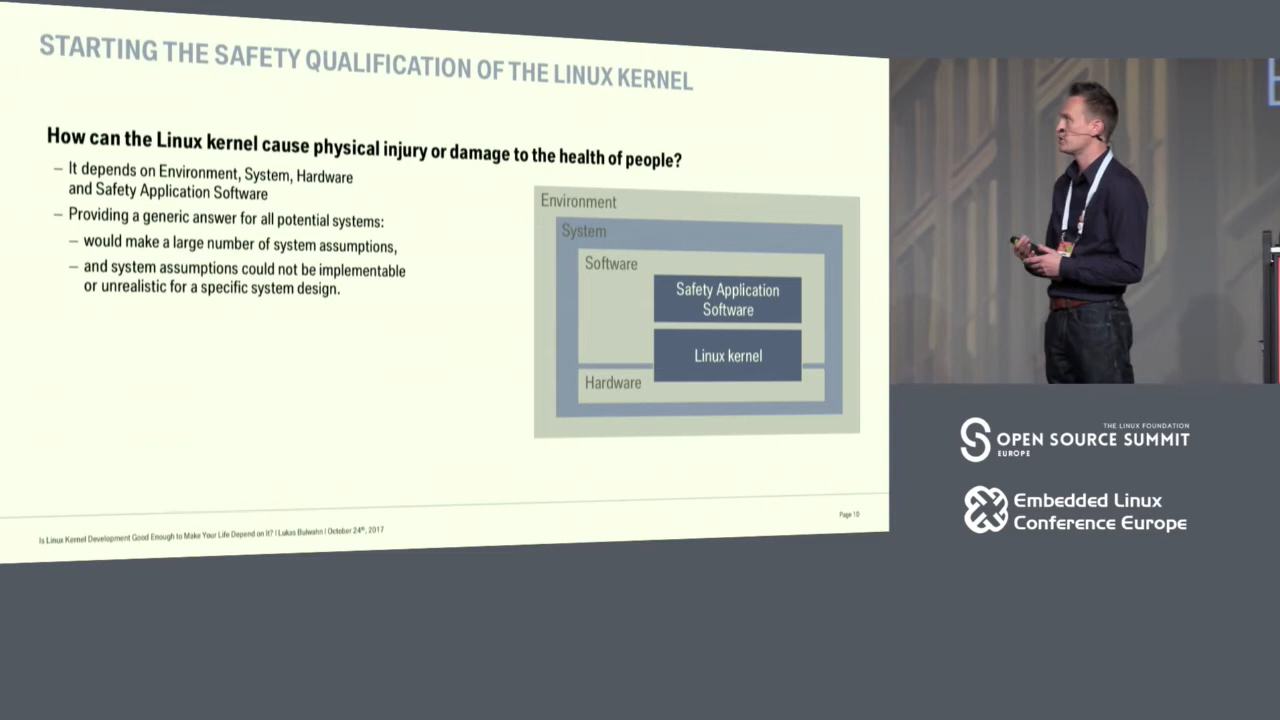 STARTING THE SAFETY QUALIFICATION OF THE LINUX KERNEL
How can the Linux kernel cause physical injury or damage to the health of people?
– It depends on Environment, System, Hardware
and Safety Application Software
– Providing a generic answer for all potential systems:
– would make a large number of system assumptions,
– and system assumptions could not be implementable
or unrealistic for a specific system design.
Environment
System
Software
Safety Application
Software
Linux kernel
Hardware
Is Linux Kernel Development Good Enough to Make Your Life Depend on It? | Lukas Bulwahn | October 24th, 2017
Page 10
THE LINUX FOUNDATION
OPEN SOURCE SUMMIT
EUROPE
Embedded Linux
Conference Europe